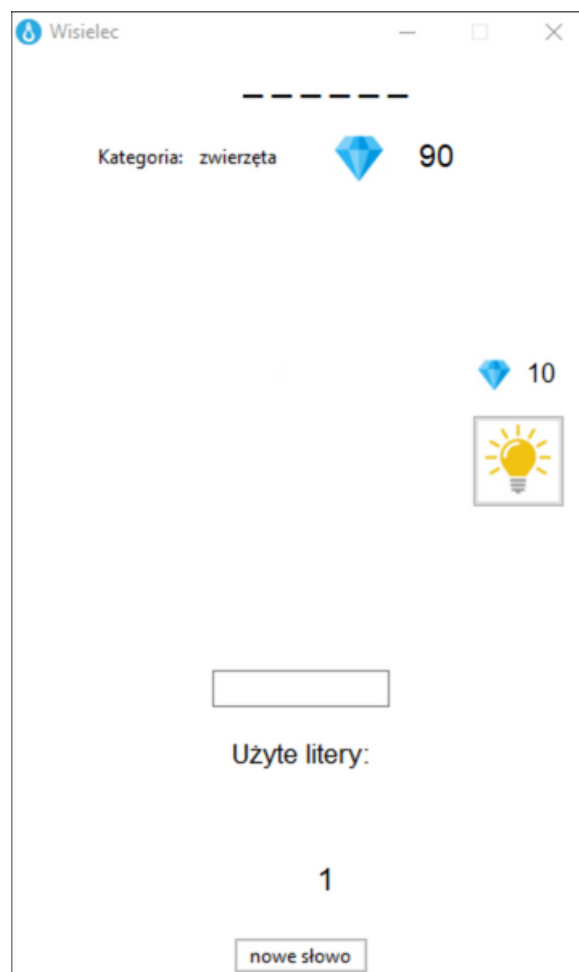 Wisielec
_ _ _ _ _ _
Kategoria: zwierzęta 90
10
Użyte litery:
1
nowe słowo